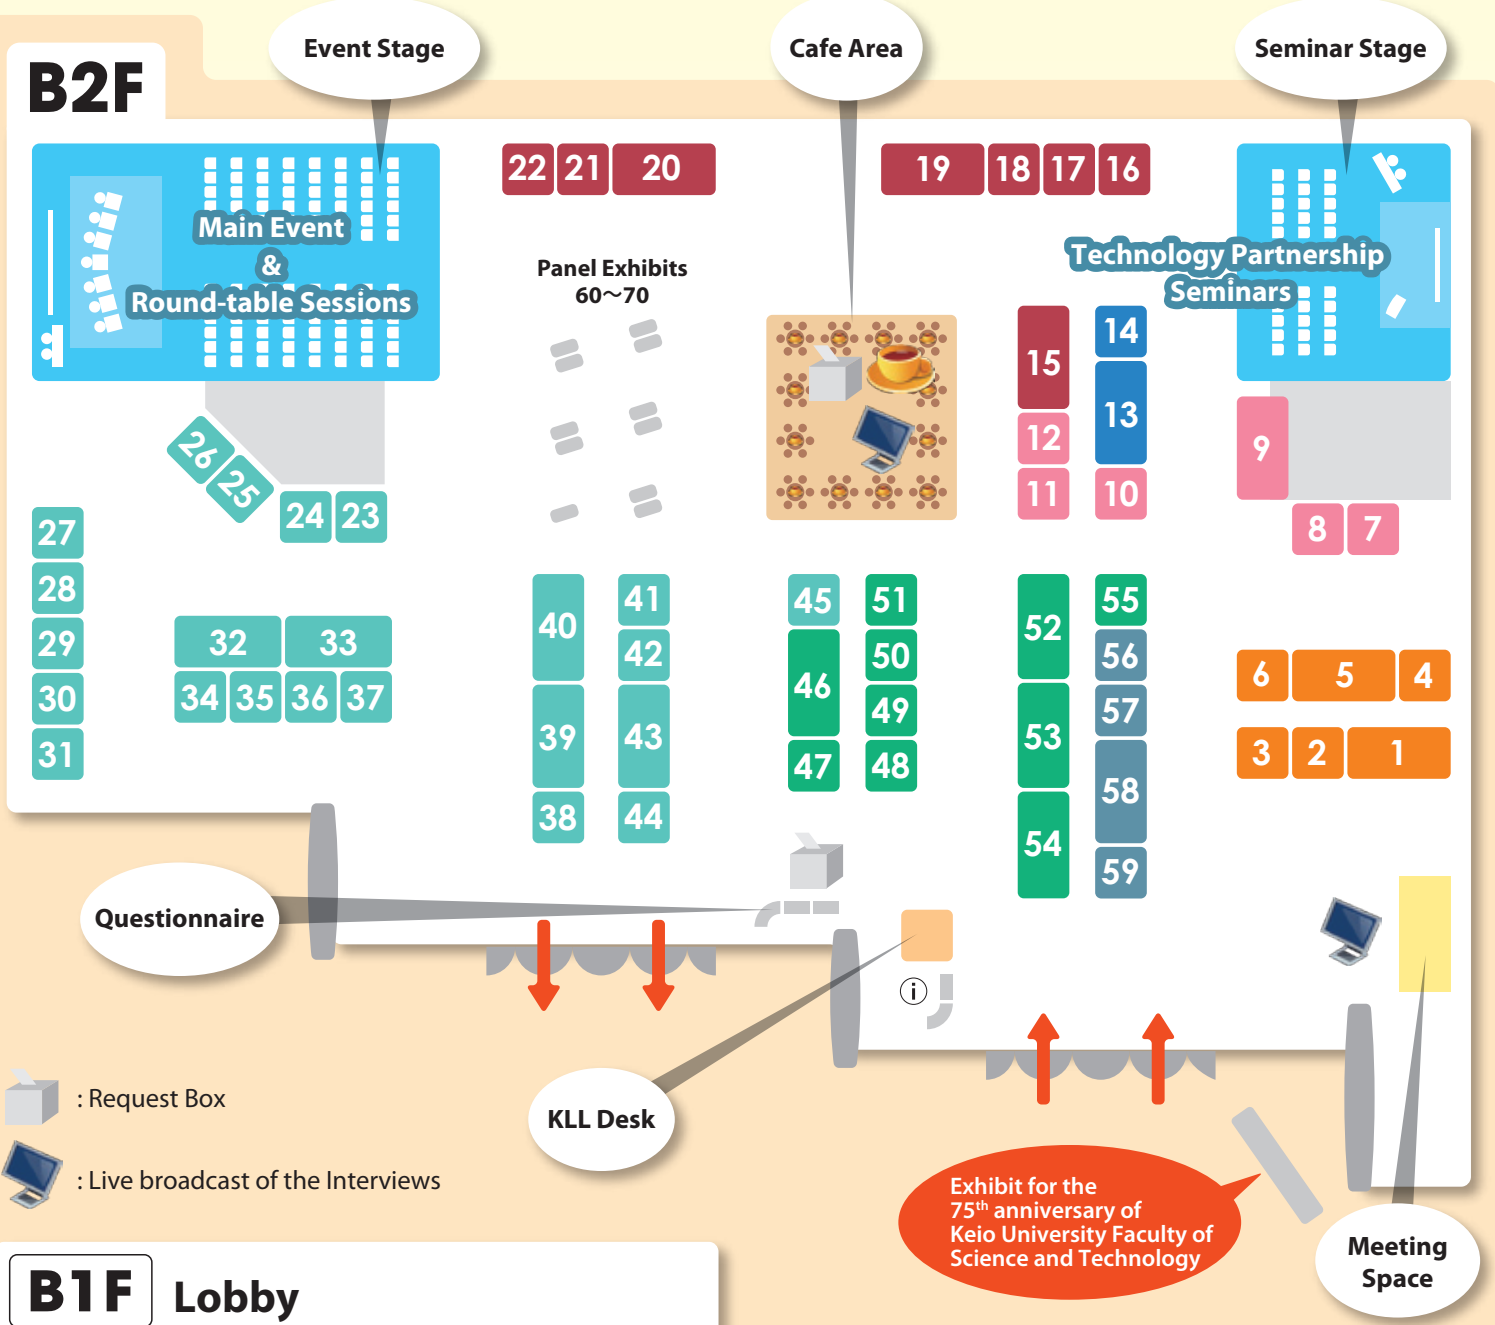 Event Stage
Cafe Area
Seminar Stage
B2F
22 21 20
19 18 17 16
Main Event
&
Round-table Sessions
Panel Exhibits
60～70
Technology Partnership
Seminars
15
14
13
12
11
10
9
8 7
26
25
24 23
27
28
29
30
31
32 33
34 35 36 37
40
39
38
41
42
43
44
45
46
47
51
50
49
48
52
53
54
55
56
57
58
59
6 5 4
3 2 1
Questionnaire
i
KLL Desk
: Request Box
: Live broadcast of the Interviews
Exhibit for the
75th anniversary of
Keio University Faculty of
Science and Technology
Meeting
Space
B1F Lobby